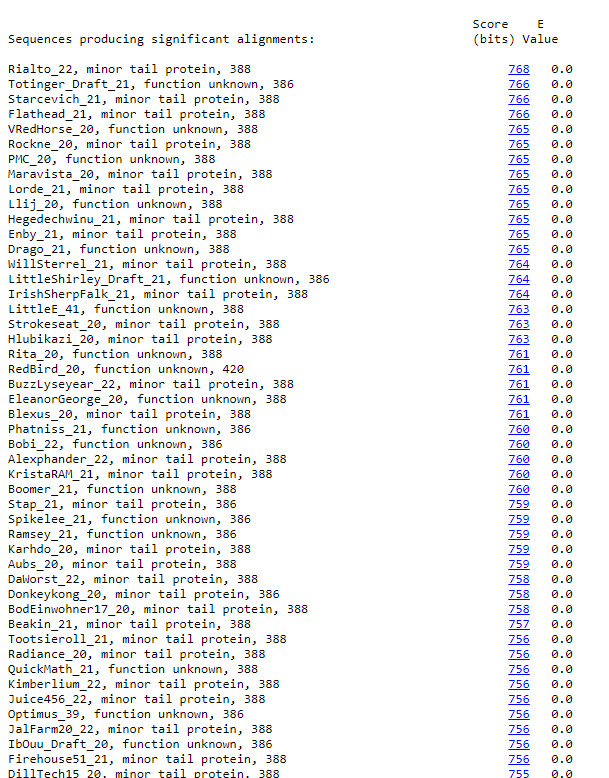 Score E
Sequences producing significant alignments: (bits) Value
Rialto_22, minor tail protein, 388 768 0.0
Totinger_Draft_21, function unknown, 386 766 0.0
Starcevich_21, minor tail protein, 388 766 0.0
Flathead_21, minor tail protein, 388 766 0.0
VRedHorse_20, function unknown, 388 765 0.0
Rockne_20, minor tail protein, 388 765 0.0
PMC_20, function unknown, 388 765 0.0
Maravista_20, minor tail protein, 388 765 0.0
Lorde_21, minor tail protein, 388 765 0.0
Llij_20, function unknown, 388 765 0.0
Hegedechwinu_21, minor tail protein, 388 765 0.0
Enby_21, minor tail protein, 388 765 0.0
Drago_21, function unknown, 388 765 0.0
WillSterrel_21, minor tail protein, 388 764 0.0
LittleShirley_Draft_21, function unknown, 386 764 0.0
IrishSherpFalk_21, minor tail protein, 388 764 0.0
LittleE_41, function unknown, 388 763 0.0
Strokeseat_20, minor tail protein, 388 763 0.0
Hlubikazi_20, minor tail protein, 388 763 0.0
Rita_20, function unknown, 388 761 0.0
RedBird_20, function unknown, 420 761 0.0
BuzzLyseyear_22, minor tail protein, 388 761 0.0
EleanorGeorge_20, function unknown, 388 761 0.0
Blexus_20, minor tail protein, 388 761 0.0
Phatniss_21, function unknown, 386 760 0.0
Bobi_22, function unknown, 386 760 0.0
Alexphander_22, minor tail protein, 388 760 0.0
KristaRAM_21, minor tail protein, 388 760 0.0
Boomer_21, function unknown, 388 760 0.0
Stap_21, minor tail protein, 386 759 0.0
Spikelee_21, function unknown, 386 759 0.0
Ramsey_21, function unknown, 386 759 0.0
Karhdo_20, minor tail protein, 388 759 0.0
Aubs_20, minor tail protein, 388 759 0.0
DaWorst_22, minor tail protein, 388 758 0.0
Donkeykong_20, minor tail protein, 386 758 0.0
BodEinwohner17_20, minor tail protein, 388 758 0.0
Beakin_21, minor tail protein, 388 757 0.0
Tootsieroll_21, minor tail protein, 388 756 0.0
Radiance_20, minor tail protein, 388 756 0.0
QuickMath_21, function unknown, 388 756 0.0
Kimberlium_22, minor tail protein, 388 756 0.0
Juice456_22, minor tail protein, 388 756 0.0
Optimus_39, function unknown, 386 756 0.0
JalFarm20_22, minor tail protein, 388 756 0.0
IbOuu_Draft_20, function unknown, 386 756 0.0
Firehouse51_21, minor tail protein, 388 756 0.0
DillTech15_20, minor tail protein, 388 755 0.0